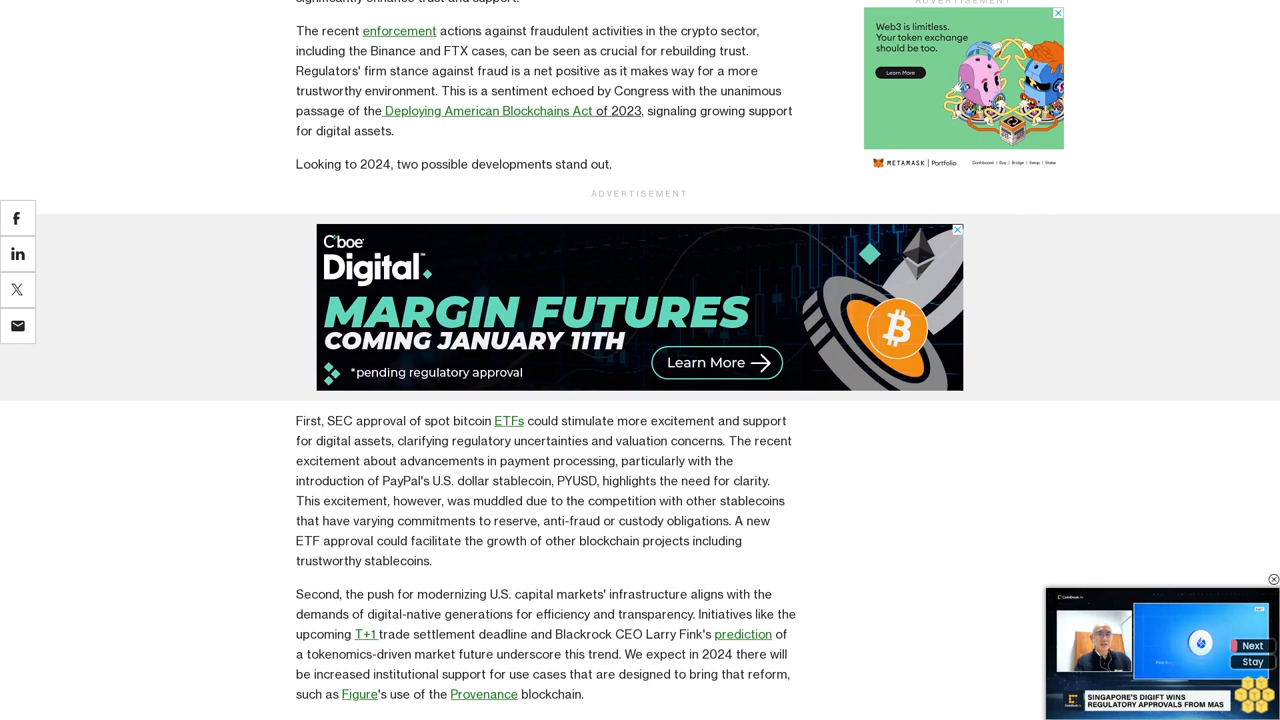 significantly enhance trust and support.
ADVERTISEMENT
The recent enforcement actions against fraudulent activities in the crypto sector,
including the Binance and FTX cases, can be seen as crucial for rebuilding trust.
Regulators' firm stance against fraud is a net positive as it makes way for a more
trustworthy environment. This is a sentiment echoed by Congress with the unanimous
passage of the Deploying American Blockchains Act of 2023, signaling growing support
for digital assets.
Looking to 2024, two possible developments stand out.
Web3 is limitless.
Your token exchange
should be too.
Learn More
METAMASK | Portfolio
Dashboard | Buy | Bridge | Swap | Stake
ADVERTISEMENT
Cboe
Digital
MARGIN FUTURES
COMING JANUARY 11TH
*pending regulatory approval
Learn More
First, SEC approval of spot bitcoin ETFs could stimulate more excitement and support
for digital assets, clarifying regulatory uncertainties and valuation concerns. The recent
excitement about advancements in payment processing, particularly with the
introduction of PayPal's U.S. dollar stablecoin, PYUSD, highlights the need for clarity.
This excitement, however, was muddled due to the competition with other stablecoins
that have varying commitments to reserve, anti-fraud or custody obligations. A new
ETF approval could facilitate the growth of other blockchain projects including
trustworthy stablecoins.
Second, the push for modernizing U.S. capital markets' infrastructure aligns with the
demands of digital-native generations for efficiency and transparency. Initiatives like the
upcoming T+1 trade settlement deadline and Blackrock CEO Larry Fink's prediction of
a tokenomics-driven market future underscore this trend. We expect in 2024 there will
be increased institutional support for use cases that are designed to bring that reform,
such as Figure's use of the Provenance blockchain.
Next
Stay
SINGAPORE'S DIGIFT WINS
REGULATORY APPROVALS FROM MAS